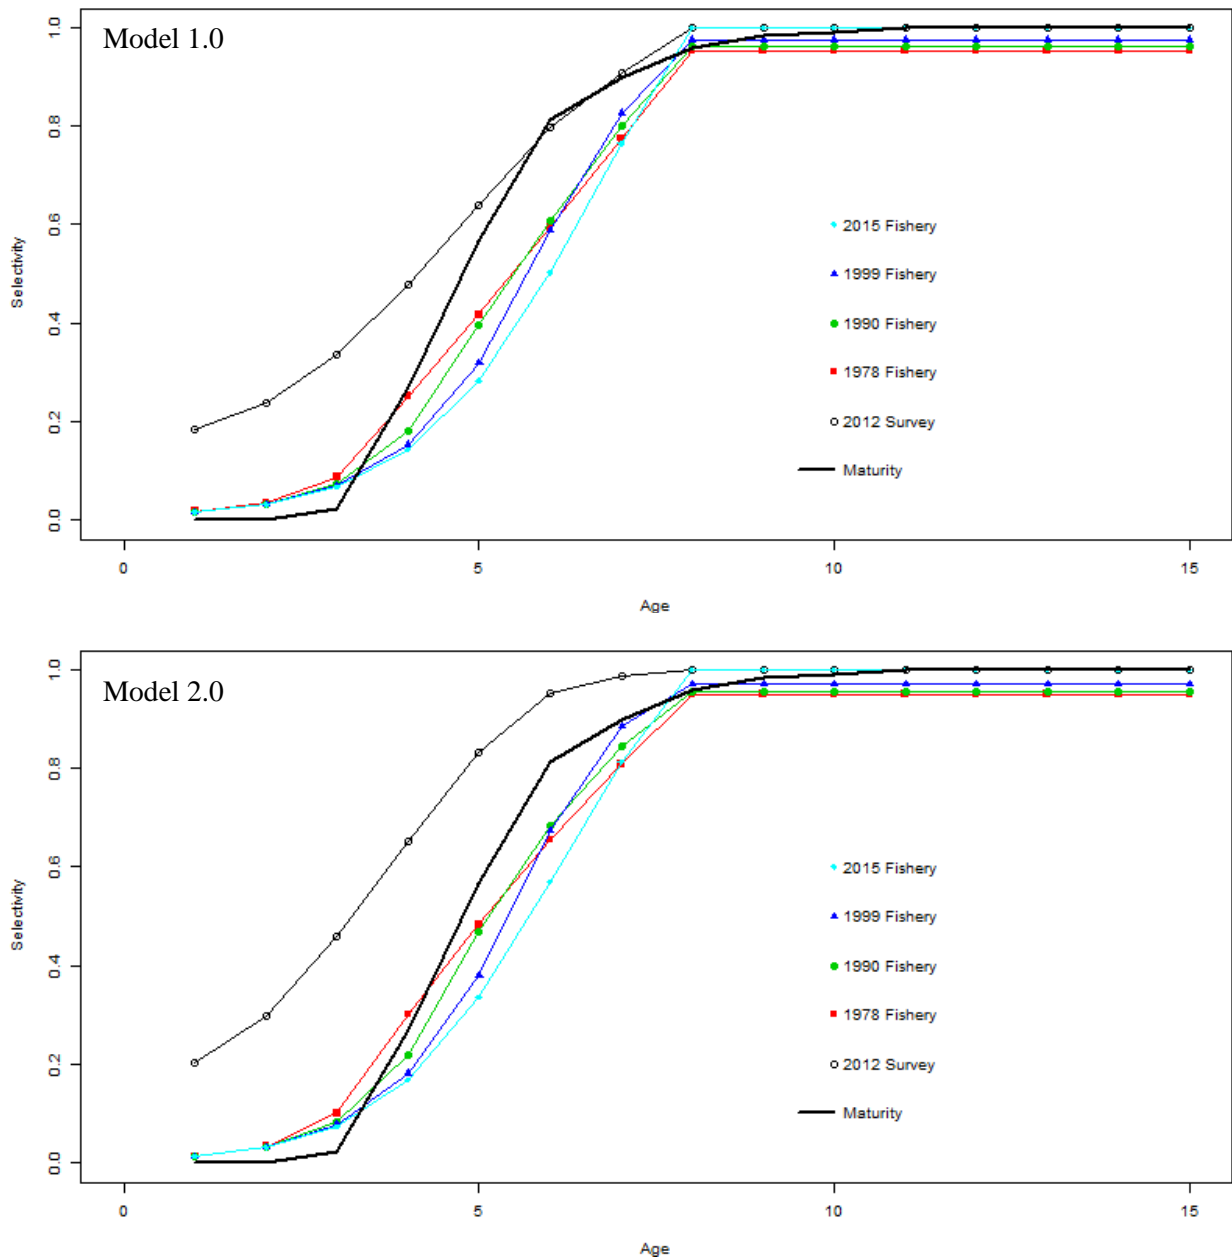 Model 1.0
1.0
0.8
0.6
0.4
0.2
0.0
Selectivity
2015 Fishery
1999 Fishery
1990 Fishery
1978 Fishery
2012 Survey
Maturity
0 5 10 15
Age
Model 2.0
1.0
0.8
0.6
0.4
0.2
0.0
Selectivity
2015 Fishery
1999 Fishery
1990 Fishery
1978 Fishery
2012 Survey
Maturity
0 5 10 15
Age